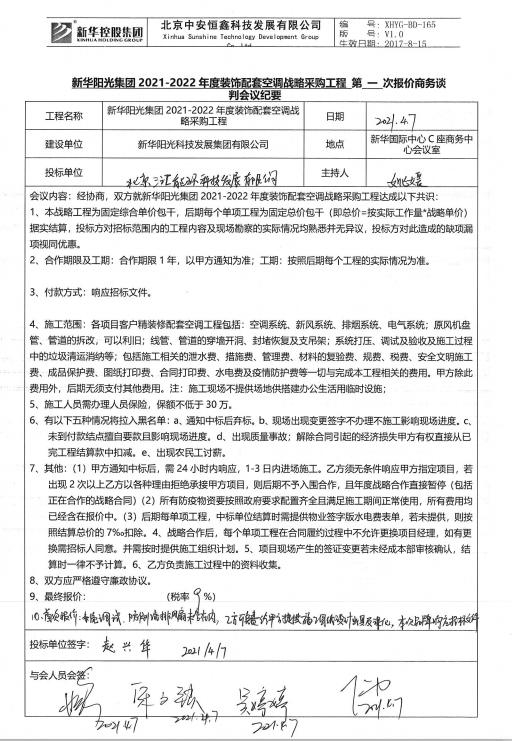 新华控股集团
XINHUA HOLDINGS GROUP
北京中安恒鑫科技发展有限公司
Xinhua Sunshine Technology Development Group
Co. Ltd
编 号：XHYG-BD-165
版 号：V1.0
生效日期：2017-8-15
新华阳光集团 2021-2022 年度装饰配套空调战略采购工程 第 一 次报价商务谈
判会议纪要
工程名称
新华阳光集团 2021-2022 年度装饰配套空调战
略采购工程
日期
2021.4.7
建设单位
新华阳光科技发展集团有限公司
地点
新华国际中心 C 座商务中
心会议室
投标单位
主持人
会议内容：经协商，双方就新华阳光集团 2021-2022 年度装饰配套空调战略采购工程达成以下共识：
1、本战略工程为固定综合单价包干，后期每个单项工程为固定总价包干（即总价=按实际工作量*战略单价）
据实结算，投标方对招标范围内的工程内容及现场勘察的实际情况均熟悉并无异议，投标方对此造成的缺项漏
项视同优惠。
2、合作期限及工期：合作期限 1 年，以甲方通知为准；工期：按照后期每个工程的实际情况为准。
3、付款方式：响应招标文件。
4、施工范围：各项目客户精装修配套空调工程包括：空调系统、新风系统、排烟系统、电气系统；原风机盘
管、管道的拆改，可以利旧；线管、管道的穿墙开洞、封堵恢复及支吊架；系统打压、调试及验收及施工过程
中的垃圾清运消纳等；包括施工相关的泄水费、措施费、管理费、材料的复验费、规费、税费、安全文明施工
费、成品保护费、图纸打印费、合同打印费、水电费及疫情防护费等一切与完成本工程相关的费用。甲方除此
费用外，后期无须支付其他费用。注：施工现场不提供场地供搭建办公生活用临时设施；
5、施工人员需办理人员保险，保额不低于 30 万。
6、有以下五种情况将拉入黑名单：a、通知中标后弃标。b、现场出现变更签字不办理不施工影响现场进度。c、
未到付款结点擅自要款且影响现场进度。d、出现质量事故；解除合同引起的经济损失甲方有权直接从已
完工程结算款中扣减。e、出现农民工讨薪。
7、其他：（1）甲方通知中标后，需 24 小时内响应，1-3 日内进场施工。乙方须无条件响应甲方指定项目，若
出现 2 次以上乙方以各种理由拒绝承接甲方项目，则后期不予入围合作，且年度战略合作直接暂停（包括
正在合作的战略合同）（2）所有防疫物资要按照政府要求配置齐全且满足施工期间正常使用，所有费用均
已经含在报价中。（3）后期每单项工程，中标单位结算时需提供物业签字版水电费表单，若未提供，则按
照结算总价的 7‰扣除。4、战略合作后，每个单项工程在合同履约过程中不允许更换项目经理，如有更
换需招标人同意。并需按时提供施工组织计划。5、项目现场产生的签证变更若未经成本部审核确认，结
算时一律不予计算。6、乙方负责施工过程中的资料收集。
8、双方应严格遵守廉政协议。
9、最终报价： （税率 9%）
投标单位签字： 赵兴华 2021/4/7
与会人员会签：
2021.4.7
2021.4.7
吴婷婷
2021.4.7
2021.4.7